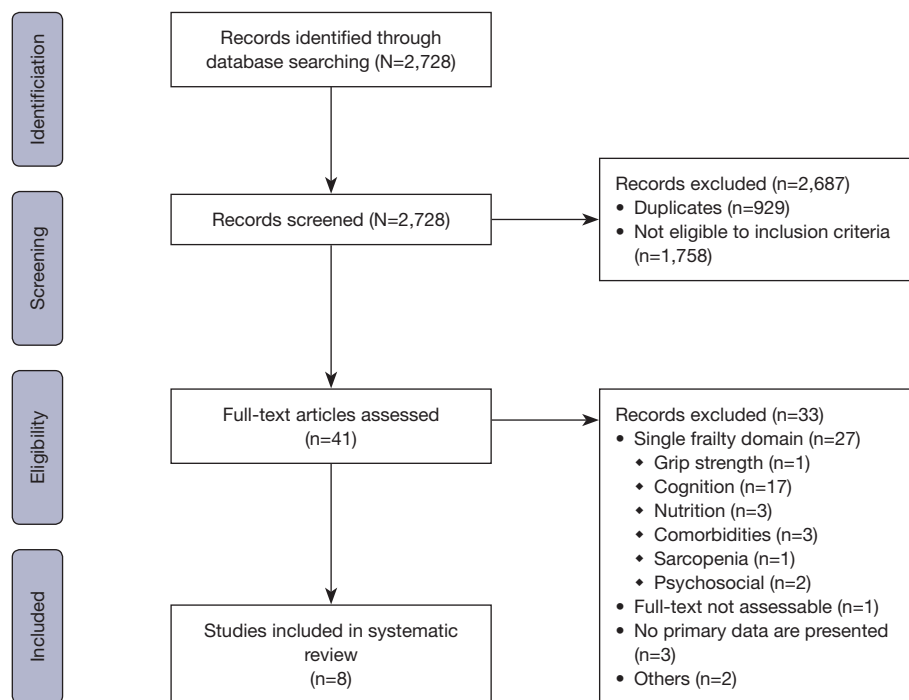 Identificiation
Records identified through
database searching (N=2,728)
Screening
Records screened (N=2,728)
Records excluded (n=2,687)
• Duplicates (n=929)
• Not eligible to inclusion criteria
(n=1,758)
Eligibility
Full-text articles assessed
(n=41)
Records excluded (n=33)
• Single frailty domain (n=27)
◆ Grip strength (n=1)
◆ Cognition (n=17)
◆ Nutrition (n=3)
◆ Comorbidities (n=3)
◆ Sarcopenia (n=1)
◆ Psychosocial (n=2)
• Full-text not assessable (n=1)
• No primary data are presented
(n=3)
• Others (n=2)
Included
Studies included in systematic
review
(n=8)